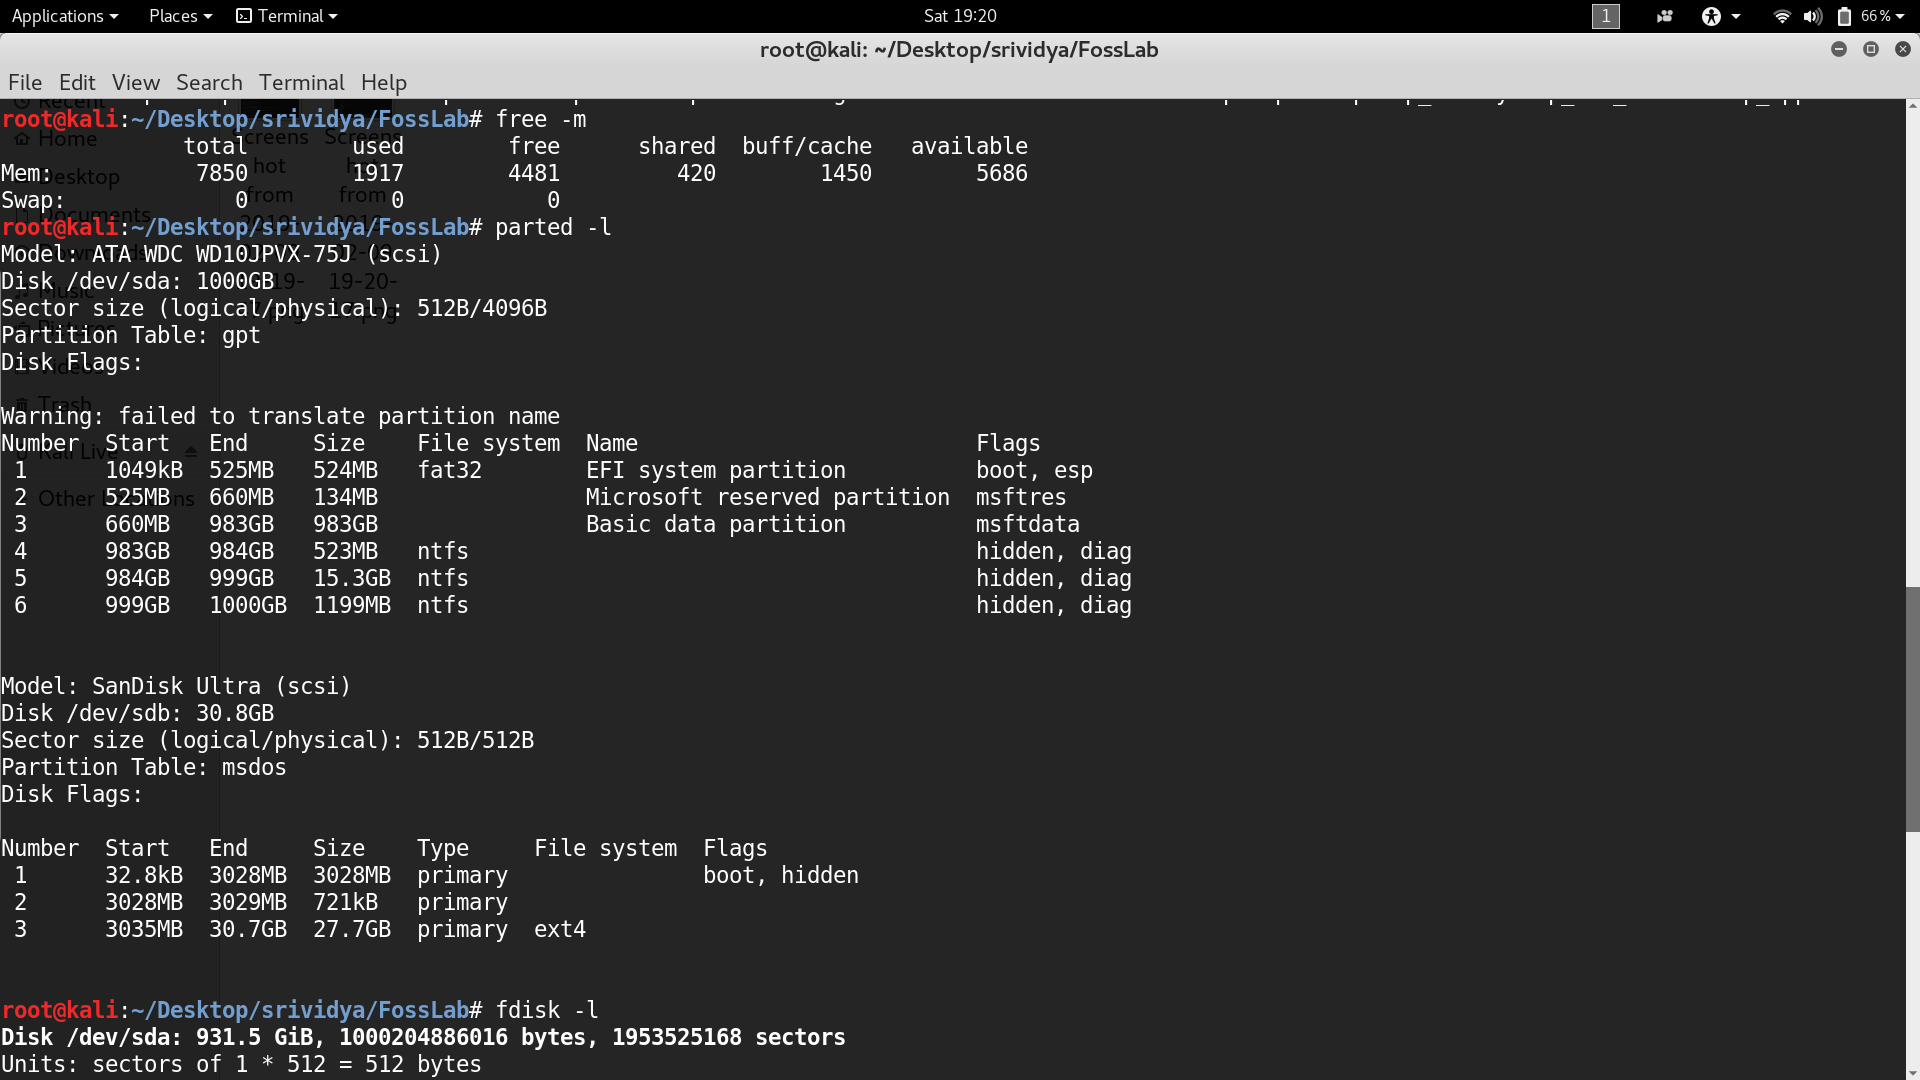 Applications Places Terminal Sat 19:20 1 66%
root@kali: ~/Desktop/srividya/FossLab
File Edit View Search Terminal Help
root@kali:~/Desktop/srividya/FossLab# free -m
total used free shared buff/cache available
Mem: 7850 1917 4481 420 1450 5686
Swap: 0 0 0
root@kali:~/Desktop/srividya/FossLab# parted -l
Model: ATA WDC WD10JPVX-75J (scsi)
Disk /dev/sda: 1000GB
Sector size (logical/physical): 512B/4096B
Partition Table: gpt
Disk Flags:
Warning: failed to translate partition name
Number Start End Size File system Name Flags
1 1049kB 525MB 524MB fat32 EFI system partition boot, esp
2 525MB 660MB 134MB Microsoft reserved partition msftres
3 660MB 983GB 983GB Basic data partition msftdata
4 983GB 984GB 523MB ntfs hidden, diag
5 984GB 999GB 15.3GB ntfs hidden, diag
6 999GB 1000GB 1199MB ntfs hidden, diag
Model: SanDisk Ultra (scsi)
Disk /dev/sdb: 30.8GB
Sector size (logical/physical): 512B/512B
Partition Table: msdos
Disk Flags:
Number Start End Size Type File system Flags
1 32.8kB 3028MB 3028MB primary boot, hidden
2 3028MB 3029MB 721kB primary
3 3035MB 30.7GB 27.7GB primary ext4
root@kali:~/Desktop/srividya/FossLab# fdisk -l
Disk /dev/sda: 931.5 GiB, 1000204886016 bytes, 1953525168 sectors
Units: sectors of 1 * 512 = 512 bytes